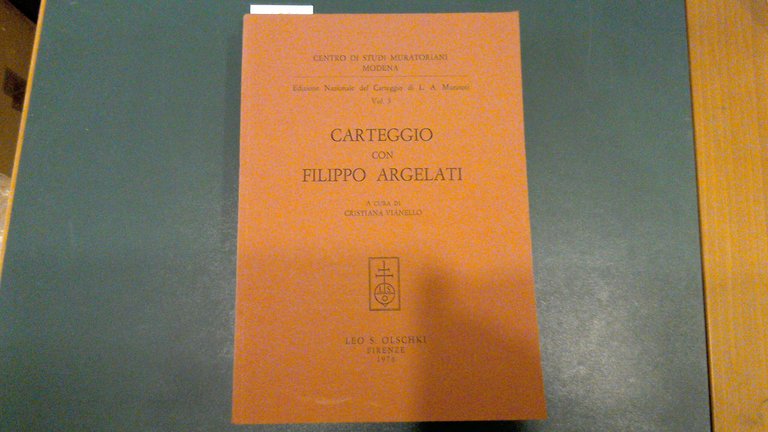 CENTRO DI STUDI MURATORIANI
MODENA
Edizione Nazionale del Carteggio di L. A. Muratori
Vol. 3
CARTEGGIO
CON
FILIPPO ARGELATI
A CURA DI
CRISTIANA VIANELLO
LEO S. OLSCHKI
FIRENZE
1976